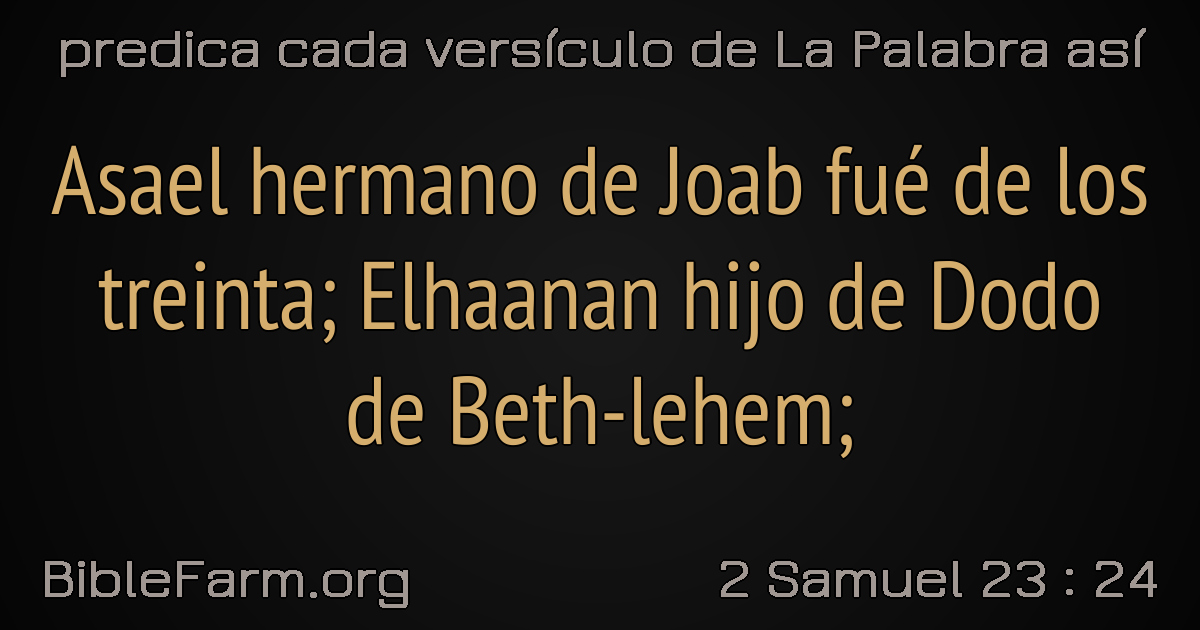 predica cada versículo de La Palabra así
Asael hermano de Joab fué de los
treinta; Elhaanan hijo de Dodo
de Beth-lehem;
BibleFarm.org
2 Samuel 23 : 24